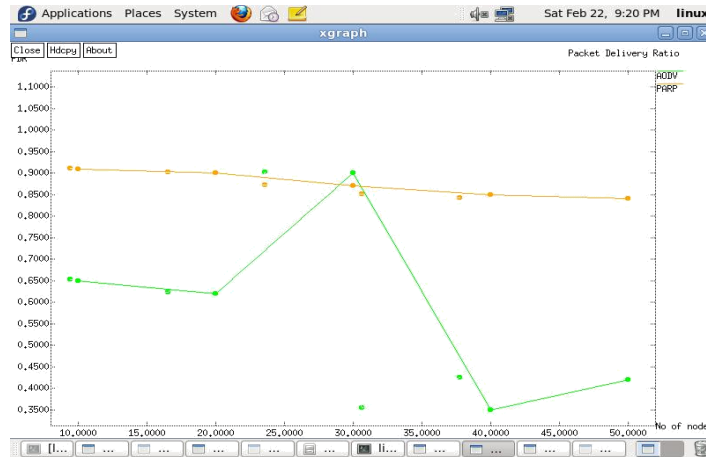 Applications Places System Sat Feb 22, 9:20 PM linux
xgraph
Close Hdcpy About
Packet Delivery Ratio
PDR
AODV
PARP
1.1000
1.0500
1.0000
0.9500
0.9000
0.8500
0.8000
0.7500
0.7000
0.6500
0.6000
0.5500
0.5000
0.4500
0.4000
0.3500
10.0000 15.0000 20.0000 25.0000 30.0000 35.0000 40.0000 45.0000 50.0000
No of node
[l... ... ... ... ... ... li... ... ... ... ...